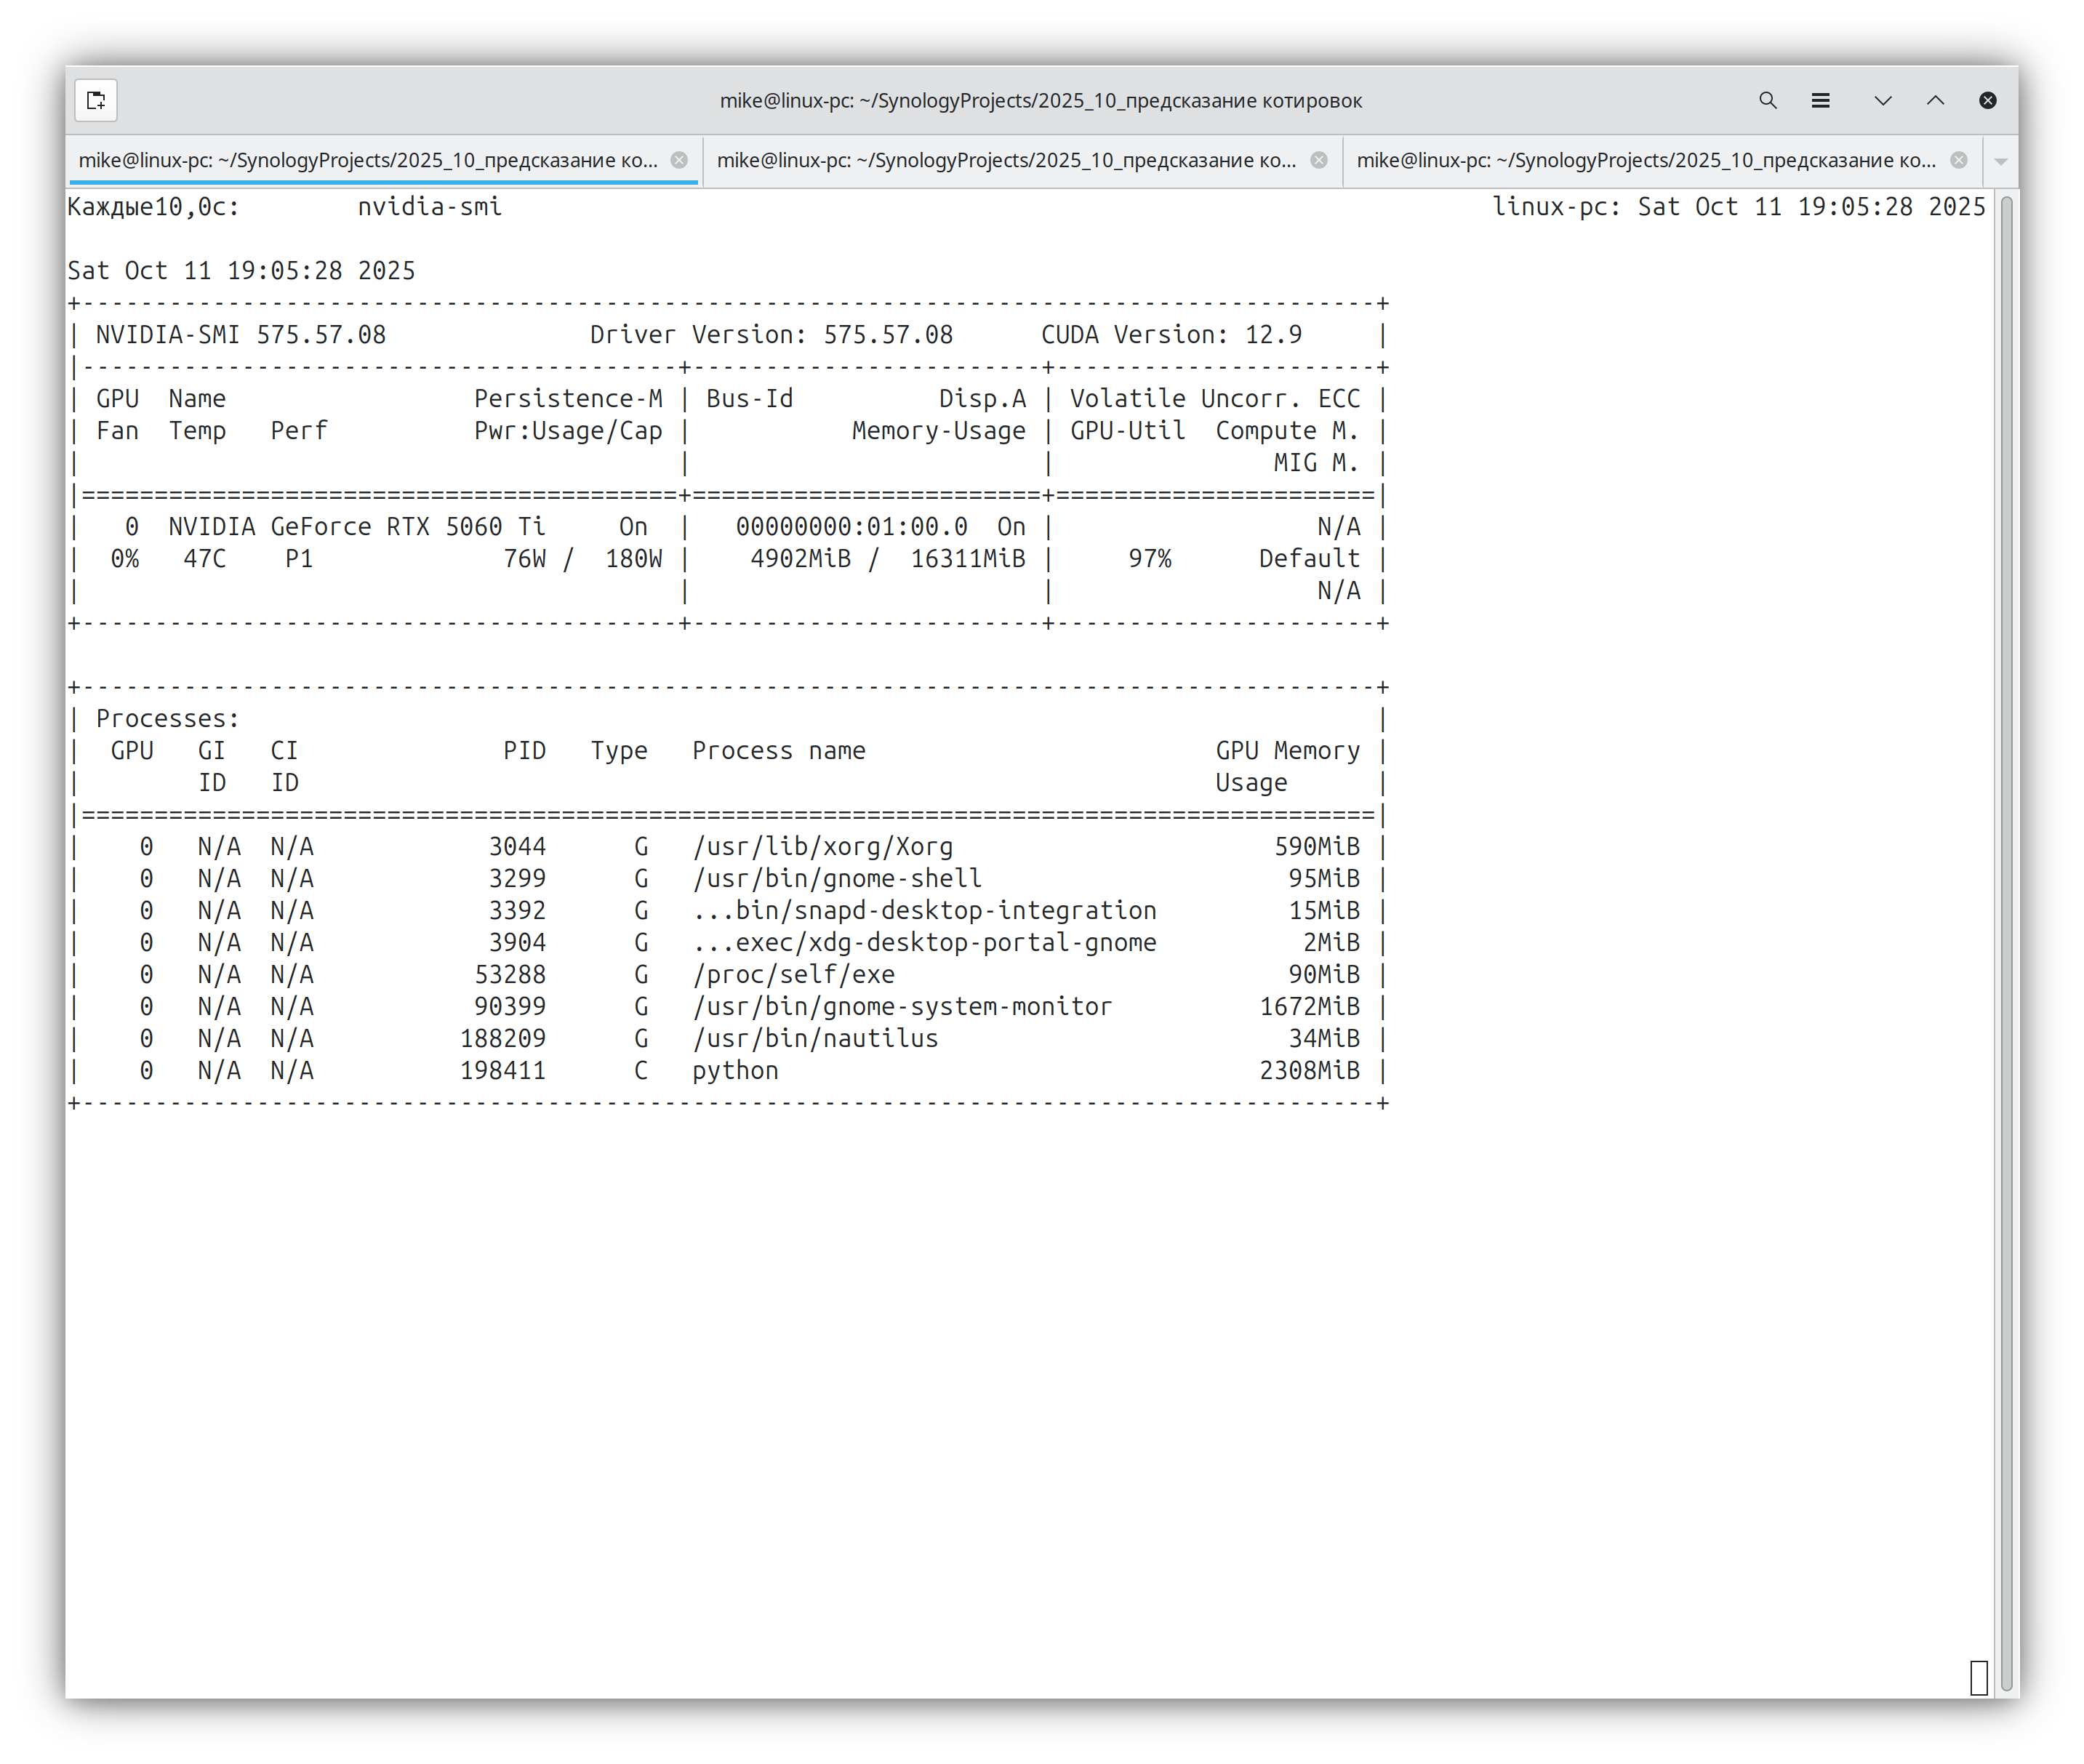 mike@linux-pc: ~/SynologyProjects/2025_10_предсказание котировок
mike@linux-pc: ~/SynologyProjects/2025_10_предсказание ко... mike@linux-pc: ~/SynologyProjects/2025_10_предсказание ко... mike@linux-pc: ~/SynologyProjects/2025_10_предсказание ко...
Каждые10,0с:        nvidia-smi                                                                    linux-pc: Sat Oct 11 19:05:28 2025
Sat Oct 11 19:05:28 2025
+-----------------------------------------------------------------------------------------+
| NVIDIA-SMI 575.57.08              Driver Version: 575.57.08      CUDA Version: 12.9     |
|-----------------------------------------+------------------------+----------------------+
| GPU  Name                 Persistence-M | Bus-Id          Disp.A | Volatile Uncorr. ECC |
| Fan  Temp   Perf          Pwr:Usage/Cap |           Memory-Usage | GPU-Util  Compute M. |
|                                         |                        |               MIG M. |
|=========================================+========================+======================|
|   0  NVIDIA GeForce RTX 5060 Ti     On  |   00000000:01:00.0  On |                  N/A |
|  0%   47C    P1              76W /  180W |    4902MiB /  16311MiB |     97%      Default |
|                                         |                        |                  N/A |
+-----------------------------------------+------------------------+----------------------+
+-----------------------------------------------------------------------------------------+
| Processes:                                                                              |
|  GPU   GI   CI              PID   Type   Process name                        GPU Memory |
|        ID   ID                                                               Usage      |
|=========================================================================================|
|    0   N/A  N/A            3044      G   /usr/lib/xorg/Xorg                      590MiB |
|    0   N/A  N/A            3299      G   /usr/bin/gnome-shell                     95MiB |
|    0   N/A  N/A            3392      G   ...bin/snapd-desktop-integration         15MiB |
|    0   N/A  N/A            3904      G   ...exec/xdg-desktop-portal-gnome          2MiB |
|    0   N/A  N/A           53288      G   /proc/self/exe                           90MiB |
|    0   N/A  N/A           90399      G   /usr/bin/gnome-system-monitor          1672MiB |
|    0   N/A  N/A          188209      G   /usr/bin/nautilus                        34MiB |
|    0   N/A  N/A          198411      C   python                                 2308MiB |
+-----------------------------------------------------------------------------------------+